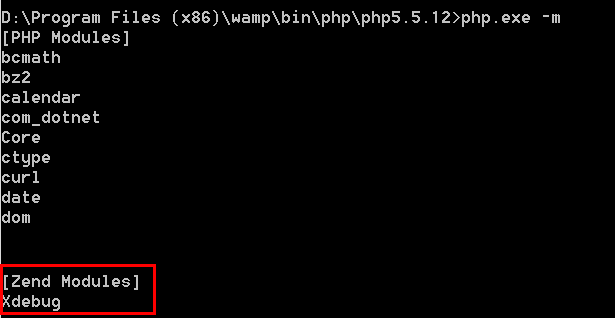 D:\Program Files (x86)\wamp\bin\php\php5.5.12>php.exe -m
[PHP Modules]
bcmath
bz2
calendar
com_dotnet
Core
ctype
curl
date
dom
[Zend Modules]
Xdebug